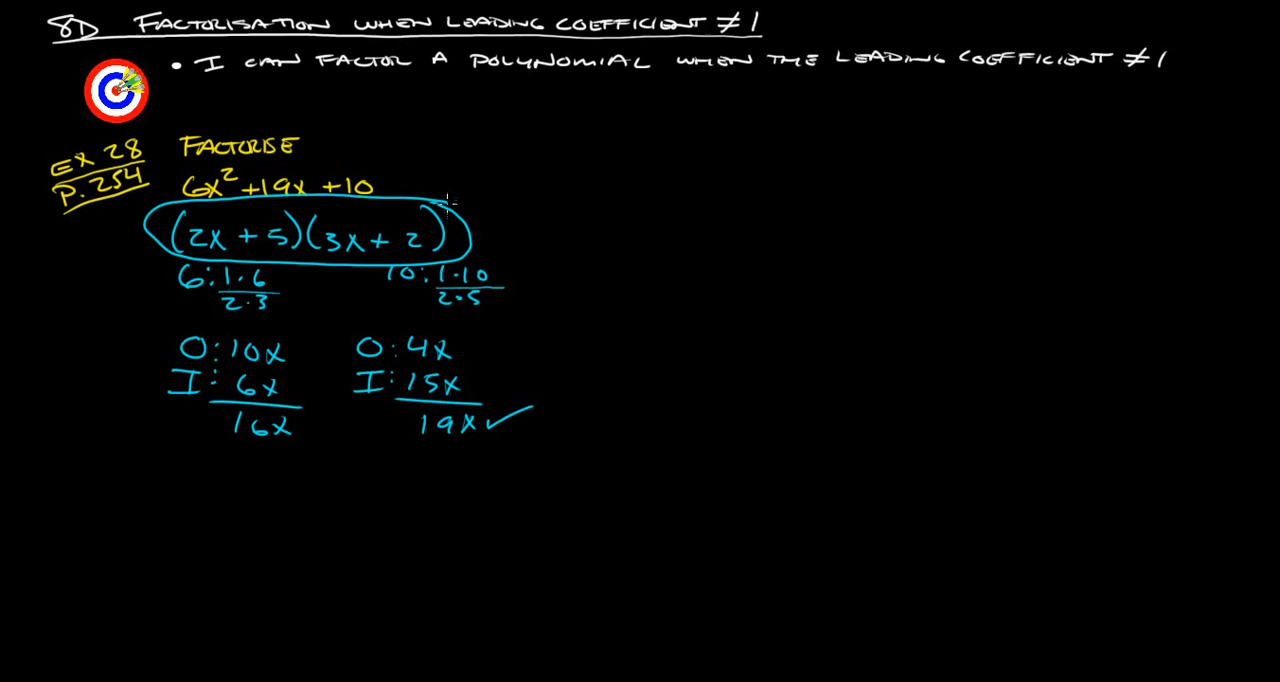 8D FACTORISATION WHEN LEADING COEFFICIENT ≠ 1
• I CAN FACTOR A POLYNOMIAL WHEN THE LEADING COEFFICIENT ≠ 1
EX 28
P. 254
FACTORISE
6x² + 19x + 10
(2x + 5)(3x + 2)
6: 1·6
2·3
10: 1·10
2·5
O: 10x
I: 6x
16x
O: 4x
I: 15x
19x ✓